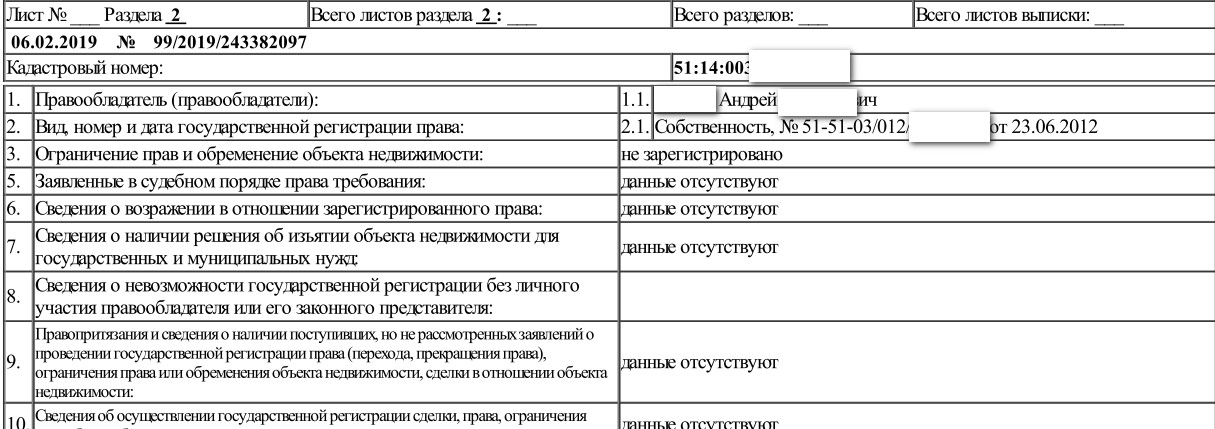 Лист № ___ Раздела 2 Всего листов раздела 2 : ___ Всего разделов: ___ Всего листов выписки: ___
06.02.2019 № 99/2019/243382097
Кадастровый номер: 51:14:003
1. Правообладатель (правообладатели): 1.1. Андрей вич
2. Вид, номер и дата государственной регистрации права: 2.1. Собственность, № 51-51-03/012/ от 23.06.2012
3. Ограничение прав и обременение объекта недвижимости: не зарегистрировано
5. Заявленные в судебном порядке права требования: данные отсутствуют
6. Сведения о возражении в отношении зарегистрированного права: данные отсутствуют
7. Сведения о наличии решения об изъятии объекта недвижимости для
государственных и муниципальных нужд: данные отсутствуют
8. Сведения о невозможности государственной регистрации без личного
участия правообладателя или его законного представителя:
9. Правопритязания и сведения о наличии поступивших, но не рассмотренных заявлений о
проведении государственной регистрации права (перехода, прекращения права),
ограничения права или обременения объекта недвижимости, сделки в отношении объекта
недвижимости: данные отсутствуют
10 Сведения об осуществлении государственной регистрации сделки, права, ограничения
данные отсутствуют